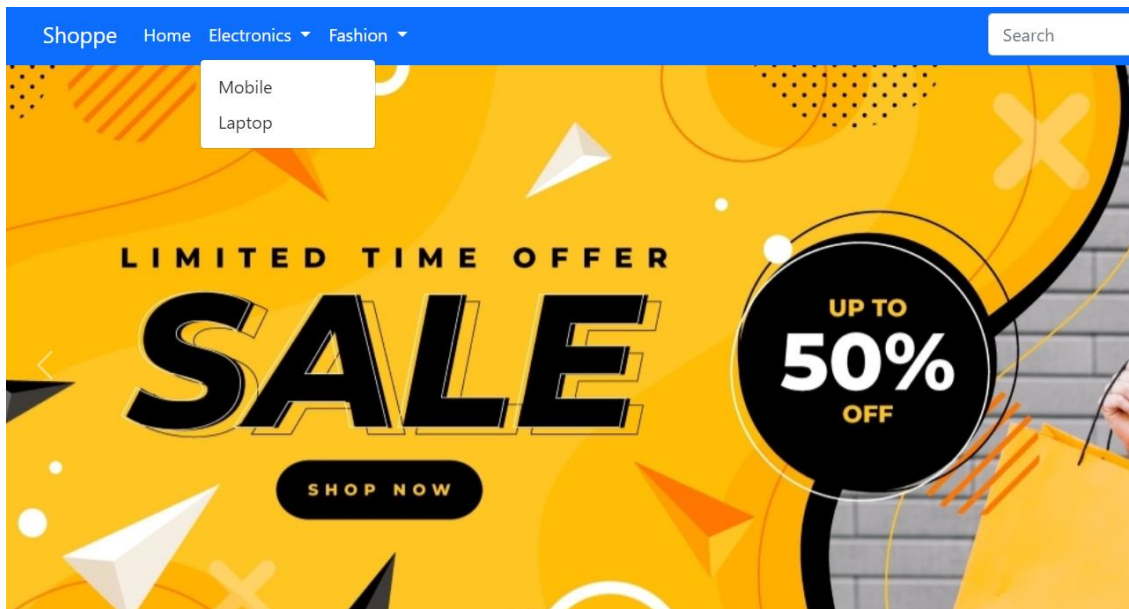 Shoppe Home Electronics Fashion Search
Mobile
Laptop
LIMITED TIME OFFER
SALE
SHOP NOW
UP TO
50%
OFF